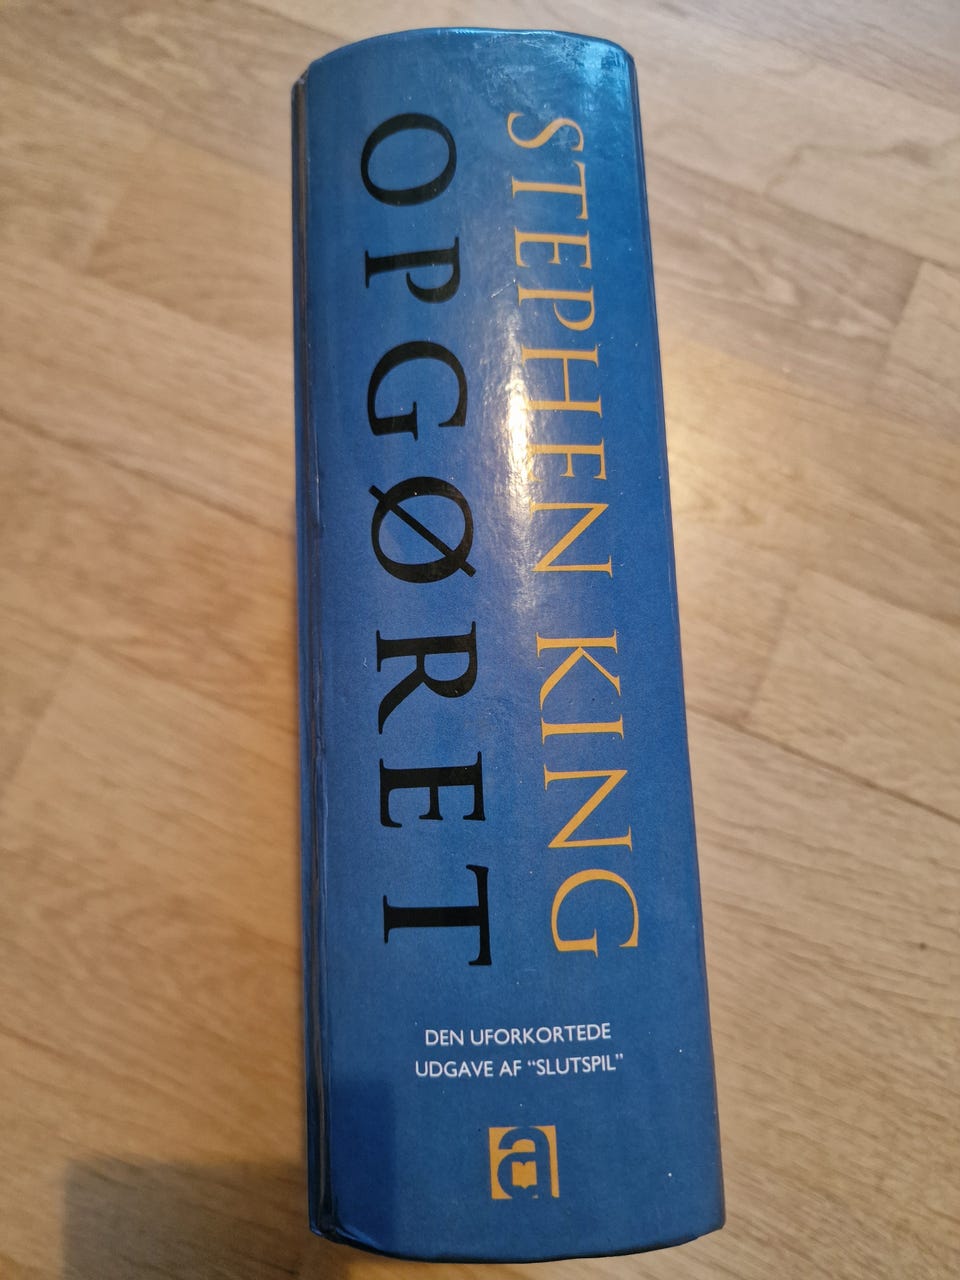 STEPHEN KING
OPGØRET
DEN UFORKORTEDE
UDGAVE AF “SLUTSPIL”
a